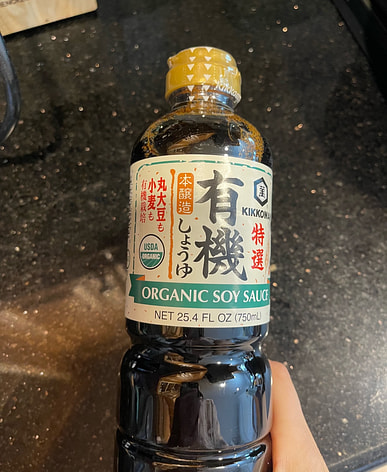 KIKKOMAN
特選
有機
本醸造
しょうゆ
丸大豆も
小麦も
有機栽培
USDA
ORGANIC
ORGANIC SOY SAUCE
NET 25.4 FL OZ (750mL)